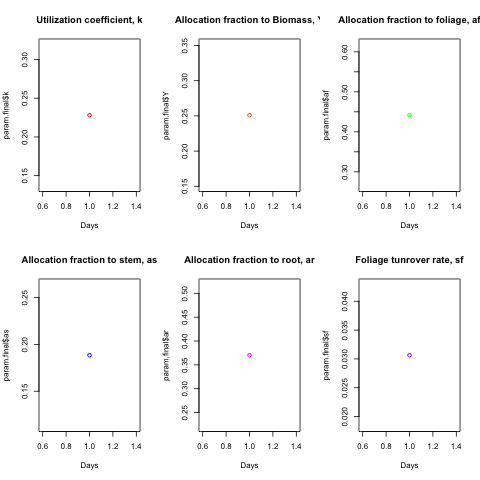 Utilization coefficient, k
param.final$k
0.15 0.20 0.25 0.30
0.6 0.8 1.0 1.2 1.4
Days
Allocation fraction to Biomass,
param.final$Y
0.15 0.20 0.25 0.30 0.35
0.6 0.8 1.0 1.2 1.4
Days
Allocation fraction to foliage, af
param.final$af
0.30 0.40 0.50 0.60
0.6 0.8 1.0 1.2 1.4
Days
Allocation fraction to stem, as
param.final$as
0.15 0.20 0.25
0.6 0.8 1.0 1.2 1.4
Days
Allocation fraction to root, ar
param.final$ar
0.25 0.30 0.35 0.40 0.45 0.50
0.6 0.8 1.0 1.2 1.4
Days
Foliage tunrover rate, sf
param.final$sf
0.020 0.025 0.030 0.035 0.040
0.6 0.8 1.0 1.2 1.4
Days